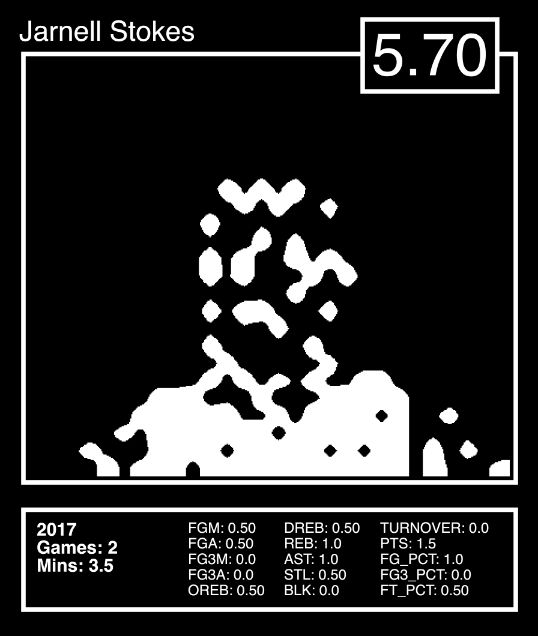 Jarnell Stokes
5.70
2017
Games: 2
Mins: 3.5
FGM: 0.50
FGA: 0.50
FG3M: 0.0
FG3A: 0.0
OREB: 0.50
DREB: 0.50
REB: 1.0
AST: 1.0
STL: 0.50
BLK: 0.0
TURNOVER: 0.0
PTS: 1.5
FG_PCT: 1.0
FG3_PCT: 0.0
FT_PCT: 0.50